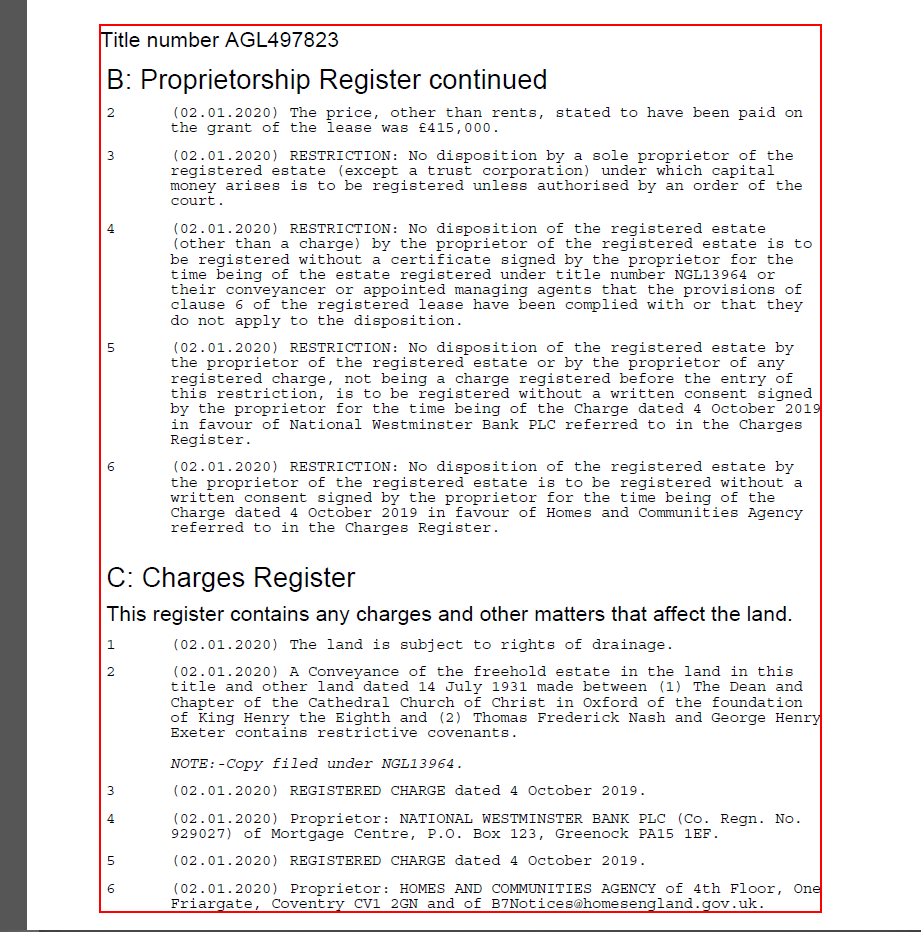 Title number AGL497823
B: Proprietorship Register continued
2 (02.01.2020) The price, other than rents, stated to have been paid on
the grant of the lease was £415,000.
3 (02.01.2020) RESTRICTION: No disposition by a sole proprietor of the
registered estate (except a trust corporation) under which capital
money arises is to be registered unless authorised by an order of the
court.
4 (02.01.2020) RESTRICTION: No disposition of the registered estate
(other than a charge) by the proprietor of the registered estate is to
be registered without a certificate signed by the proprietor for the
time being of the estate registered under title number NGL13964 or
their conveyancer or appointed managing agents that the provisions of
clause 6 of the registered lease have been complied with or that they
do not apply to the disposition.
5 (02.01.2020) RESTRICTION: No disposition of the registered estate by
the proprietor of the registered estate or by the proprietor of any
registered charge, not being a charge registered before the entry of
this restriction, is to be registered without a written consent signed
by the proprietor for the time being of the Charge dated 4 October 2019
in favour of National Westminster Bank PLC referred to in the Charges
Register.
6 (02.01.2020) RESTRICTION: No disposition of the registered estate by
the proprietor of the registered estate is to be registered without a
written consent signed by the proprietor for the time being of the
Charge dated 4 October 2019 in favour of Homes and Communities Agency
referred to in the Charges Register.
C: Charges Register
This register contains any charges and other matters that affect the land.
1 (02.01.2020) The land is subject to rights of drainage.
2 (02.01.2020) A Conveyance of the freehold estate in the land in this
title and other land dated 14 July 1931 made between (1) The Dean and
Chapter of the Cathedral Church of Christ in Oxford of the foundation
of King Henry the Eighth and (2) Thomas Frederick Nash and George Henry
Exeter contains restrictive covenants.
NOTE:-Copy filed under NGL13964.
3 (02.01.2020) REGISTERED CHARGE dated 4 October 2019.
4 (02.01.2020) Proprietor: NATIONAL WESTMINSTER BANK PLC (Co. Regn. No.
929027) of Mortgage Centre, P.O. Box 123, Greenock PA15 1EF.
5 (02.01.2020) REGISTERED CHARGE dated 4 October 2019.
6 (02.01.2020) Proprietor: HOMES AND COMMUNITIES AGENCY of 4th Floor, One
Friargate, Coventry CV1 2GN and of B7Notices@homesengland.gov.uk.